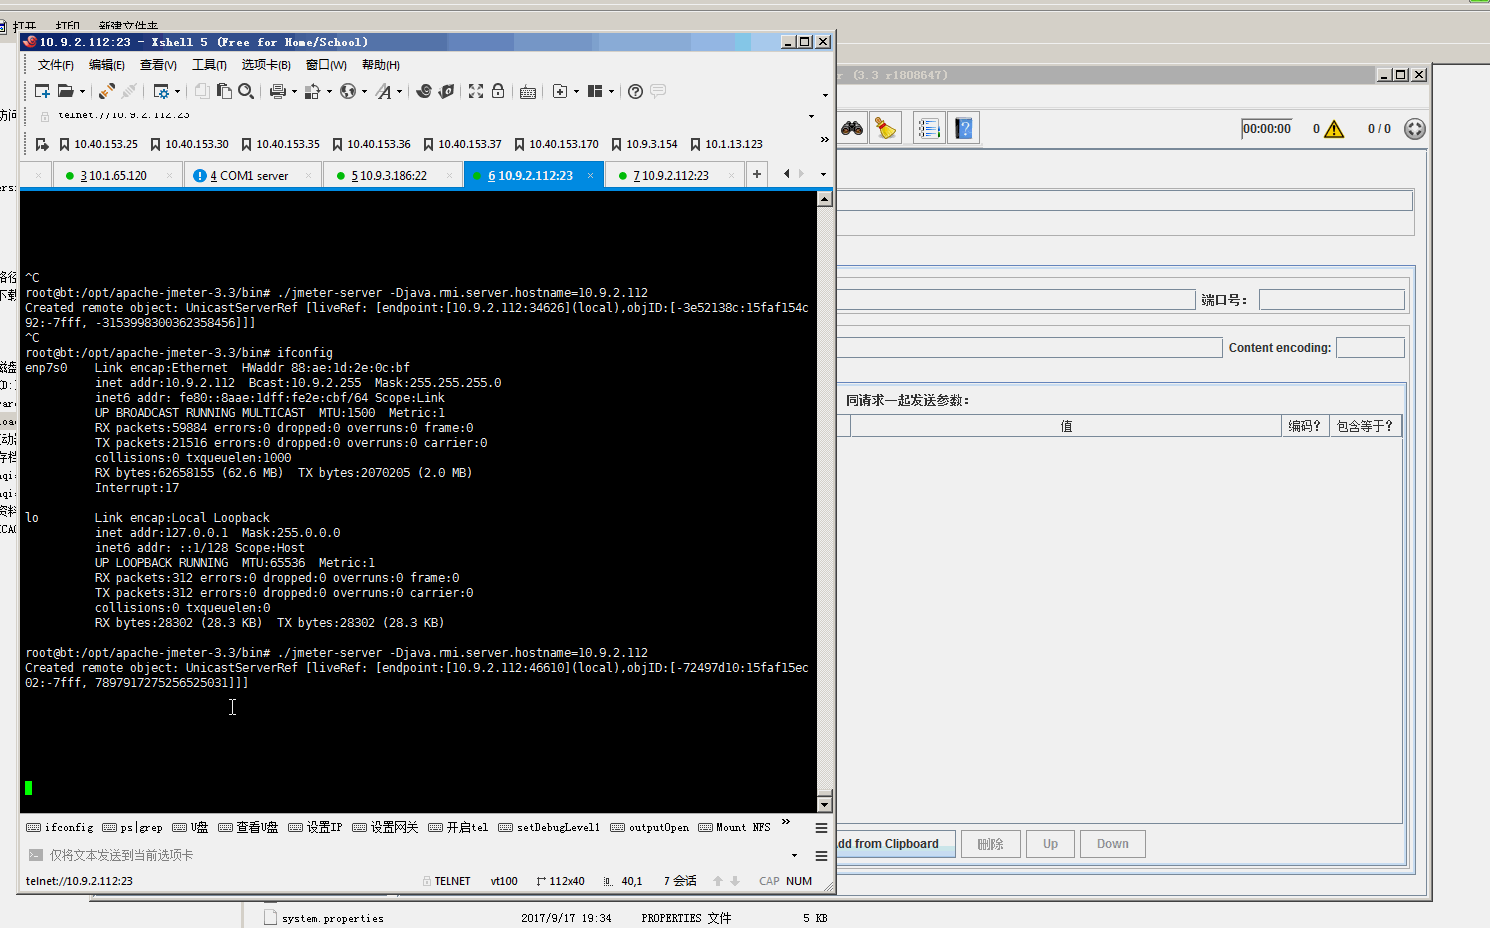 打开 打印 新建文件夹
10.9.2.112:23 - Xshell 5 (Free for Home/School)
文件(F) 编辑(E) 查看(V) 工具(T) 选项卡(B) 窗口(W) 帮助(H)
telnet://10.9.2.112:23
10.40.153.25 10.40.153.30 10.40.153.35 10.40.153.36 10.40.153.37 10.40.153.170 10.9.3.154 10.1.13.123
3 10.1.65.120 4 COM1 server 5 10.9.3.186:22 6 10.9.2.112:23 7 10.9.2.112:23
^C
root@bt:/opt/apache-jmeter-3.3/bin# ./jmeter-server -Djava.rmi.server.hostname=10.9.2.112
Created remote object: UnicastServerRef [liveRef: [endpoint:[10.9.2.112:34626](local),objID:[-3e52138c:15faf154c
92:-7fff, -3153998300362358456]]]
^C
root@bt:/opt/apache-jmeter-3.3/bin# ifconfig
enp7s0 Link encap:Ethernet HWaddr 88:ae:1d:2e:0c:bf
inet addr:10.9.2.112 Bcast:10.9.2.255 Mask:255.255.255.0
inet6 addr: fe80::8aae:1dff:fe2e:cbf/64 Scope:Link
UP BROADCAST RUNNING MULTICAST MTU:1500 Metric:1
RX packets:59884 errors:0 dropped:0 overruns:0 frame:0
TX packets:21516 errors:0 dropped:0 overruns:0 carrier:0
collisions:0 txqueuelen:1000
RX bytes:62658155 (62.6 MB) TX bytes:2070205 (2.0 MB)
Interrupt:17
lo Link encap:Local Loopback
inet addr:127.0.0.1 Mask:255.0.0.0
inet6 addr: ::1/128 Scope:Host
UP LOOPBACK RUNNING MTU:65536 Metric:1
RX packets:312 errors:0 dropped:0 overruns:0 frame:0
TX packets:312 errors:0 dropped:0 overruns:0 carrier:0
collisions:0 txqueuelen:0
RX bytes:28302 (28.3 KB) TX bytes:28302 (28.3 KB)
root@bt:/opt/apache-jmeter-3.3/bin# ./jmeter-server -Djava.rmi.server.hostname=10.9.2.112
Created remote object: UnicastServerRef [liveRef: [endpoint:[10.9.2.112:46610](local),objID:[-72497d10:15faf15ec
02:-7fff, 7897917275256525031]]]
ifconfig ps|grep U盘 查看U盘 设置IP 设置网关 开启tel setDebugLevel1 outputOpen Mount NFS
仅将文本发送到当前选项卡
telnet://10.9.2.112:23 TELNET vt100 112x40 40,1 7 会话 CAP NUM
(3.3 r1808647)
00:00:00 0 0 / 0
端口号:
Content encoding:
同请求一起发送参数:
值 编码? 包含等于?
dd from Clipboard 删除 Up Down
system.properties 2017/9/17 19:34 PROPERTIES 文件 5 KB